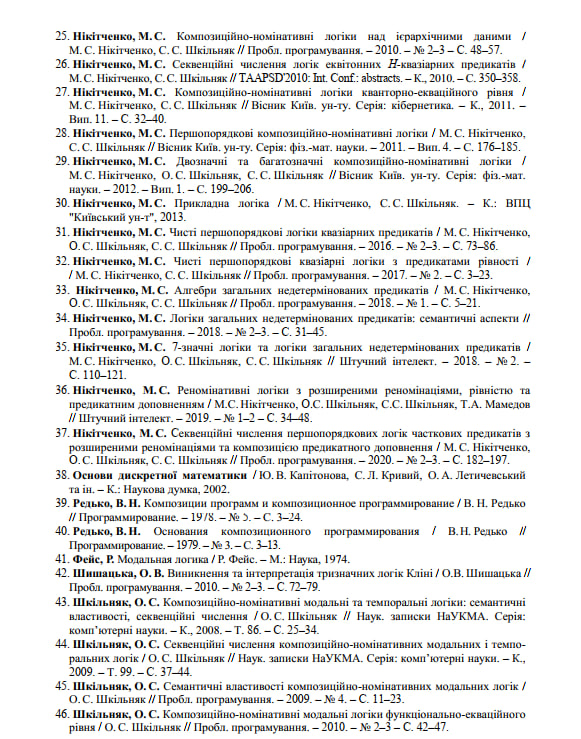 25. Нікітченко, М. С. Композиційно-номінативні логіки над ієрархічними даними /
М. С. Нікітченко, С. С. Шкільняк // Пробл. програмування. – 2010. – № 2–3 – С. 48–57.
26. Нікітченко, М. С. Секвенційні числення логік еквітонних H-квазіарних предикатів /
М. С. Нікітченко, С. С. Шкільняк // TAAPSD'2010: Int. Conf.: abstracts. – К., 2010. – С. 350–358.
27. Нікітченко, М. С. Композиційно-номінативні логіки кванторно-екваційного рівня /
М. С. Нікітченко, С. С. Шкільняк // Вісник Київ. ун-ту. Серія: кібернетика. – К., 2011. –
Вип. 11. – С. 32–40.
28. Нікітченко, М. С. Першопорядкові композиційно-номінативні логіки / М. С. Нікітченко,
С. С. Шкільняк // Вісник Київ. ун-ту. Серія: фіз.-мат. науки. – 2011. – Вип. 4. – С. 176–185.
29. Нікітченко, М. С. Двозначні та багатозначні композиційно-номінативні логіки /
М. С. Нікітченко, О. С. Шкільняк, С. С. Шкільняк // Вісник Київ. ун-ту. Серія: фіз.-мат.
науки. – 2012. – Вип. 1. – С. 199–206.
30. Нікітченко, М. С. Прикладна логіка / М. С. Нікітченко, С. С. Шкільняк. – К.: ВПЦ
"Київський ун-т", 2013.
31. Нікітченко, М. С. Чисті першопорядкові логіки квазіарних предикатів / М. С. Нікітченко,
О. С. Шкільняк, С. С. Шкільняк // Пробл. програмування. – 2016. – № 2–3. – С. 73–86.
32. Нікітченко, М. С. Чисті першопорядкові квазіарні логіки з предикатами рівності /
/ М. С. Нікітченко, С. С. Шкільняк // Пробл. програмування. – 2017. – № 2. – С. 3–23.
33. Нікітченко, М. С. Алгебри загальних недетермінованих предикатів / М. С. Нікітченко,
О. С. Шкільняк, С. С. Шкільняк // Пробл. програмування. – 2018. – № 1. – С. 5–21.
34. Нікітченко, М. С. Логіки загальних недетермінованих предикатів: семантичні аспекти //
Пробл. програмування. – 2018. – № 2–3. – С. 31–45.
35. Нікітченко, М. С. 7-значні логіки та логіки загальних недетермінованих предикатів /
М. С. Нікітченко, О. С. Шкільняк, С. С. Шкільняк // Штучний інтелект. – 2018. – № 2. –
С. 110–121.
36. Нікітченко, М. С. Реномінативні логіки з розширеними реномінаціями, рівністю та
предикатним доповненням / М.С. Нікітченко, О.С. Шкільняк, С.С. Шкільняк, Т.А. Мамедов
// Штучний інтелект. – 2019. – № 1–2 – С. 34–48.
37. Нікітченко, М. С. Секвенційні числення першопорядкових логік часткових предикатів з
розширеними реномінаціями та композицією предикатного доповнення / М. С. Нікітченко,
О. С. Шкільняк, С. С. Шкільняк // Пробл. програмування. – 2020. – № 2–3. – С. 182–197.
38. Основи дискретної математики / Ю. В. Капітонова, С. Л. Кривий, О. А. Летичевський
та ін. – К.: Наукова думка, 2002.
39. Редько, В. Н. Композиции программ и композиционное программирование / В. Н. Редько
// Программирование. – 1978. – № 5. – С. 3–24.
40. Редько, В. Н. Основания композиционного программирования / В. Н. Редько //
Программирование. – 1979. – № 3. – С. 3–13.
41. Фейс, Р. Модальная логика / Р. Фейс. – М.: Наука, 1974.
42. Шишацька, О. В. Виникнення та інтерпретація тризначних логік Кліні / О.В. Шишацька //
Пробл. програмування. – 2010. – № 2–3. – С. 72–79.
43. Шкільняк, О. С. Композиційно-номінативні модальні та темпоральні логіки: семантичні
властивості, секвенційні числення / О. С. Шкільняк // Наук. записки НаУКМА. Серія:
комп’ютерні науки. – К., 2008. – Т. 86. – С. 25–34.
44. Шкільняк, О. С. Секвенційні числення композиційно-номінативних модальних і темпо-
ральних логік / О. С. Шкільняк // Наук. записки НаУКМА. Серія: комп’ютерні науки. – К.,
2009. – Т. 99. – С. 37–44.
45. Шкільняк, О. С. Семантичні властивості композиційно-номінативних модальних логік /
О. С. Шкільняк // Пробл. програмування. – 2009. – № 4. – С. 11–23.
46. Шкільняк, О. С. Композиційно-номінативні модальні логіки функціонально-екваційного
рівня / О. С. Шкільняк // Пробл. програмування. – 2010. – № 2–3 – С. 42–47.